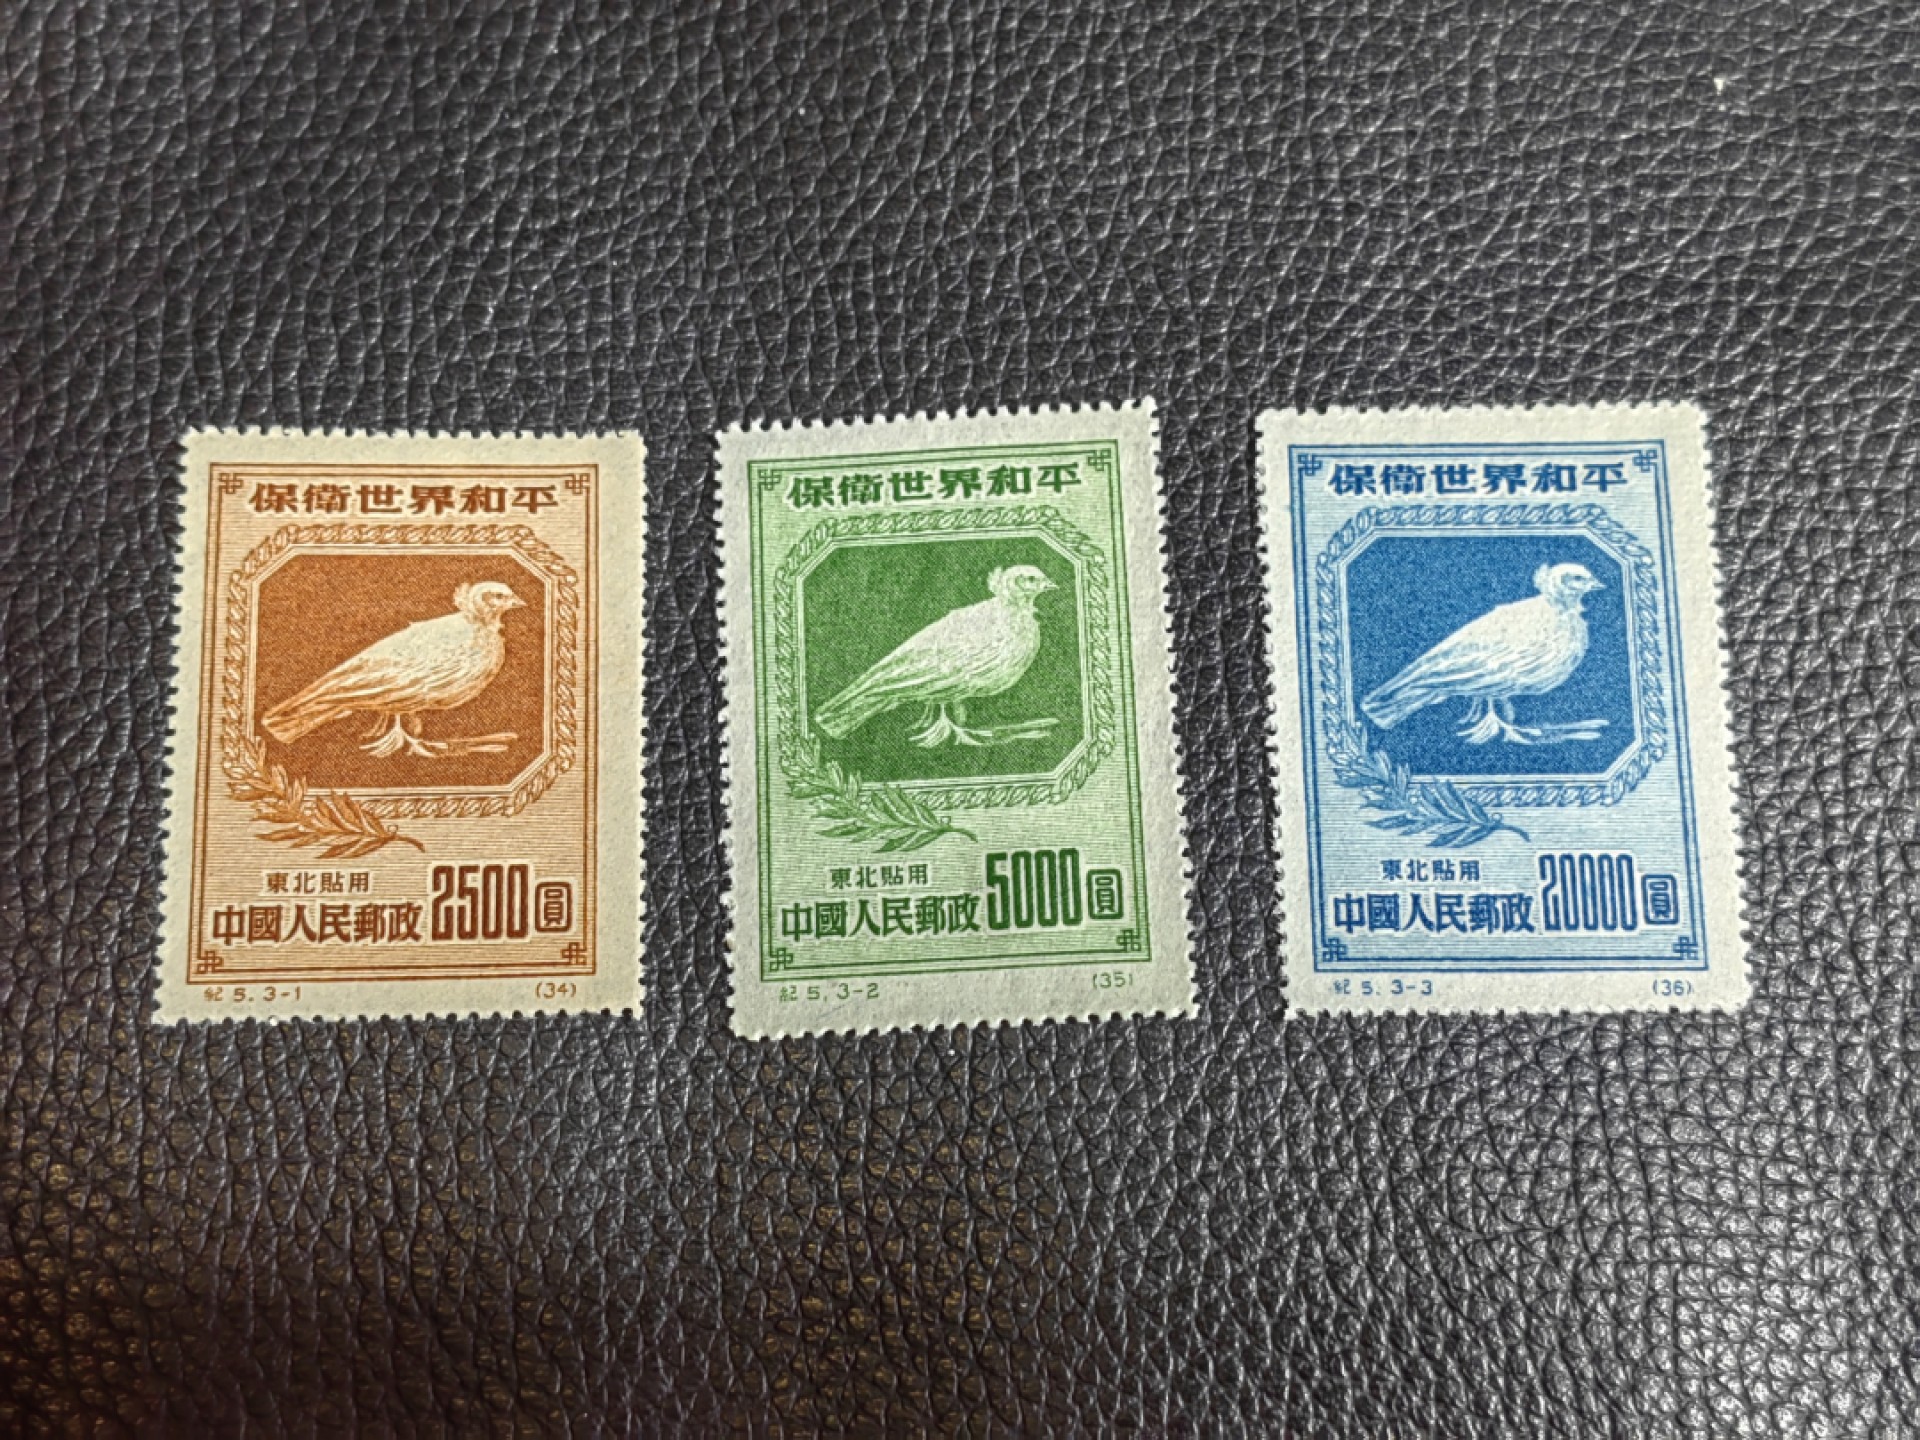 保衛世界和平
東北貼用
中國人民郵政2500圓
紀 5. 3-1 (34)
保衛世界和平
東北貼用
中國人民郵政5000圓
紀 5. 3-2 (35)
保衛世界和平
東北貼用
中國人民郵政20000圓
紀 5. 3-3 (36)